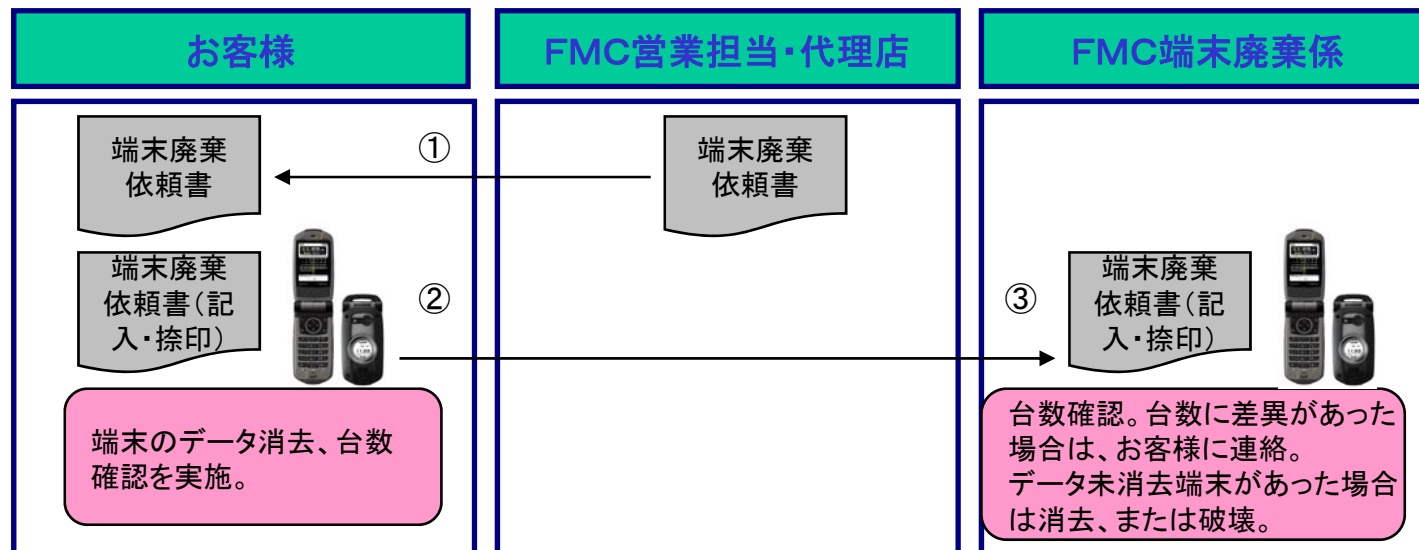 お客様
FMC営業担当・代理店
FMC端末廃棄係
端末廃棄
依頼書
①
端末廃棄
依頼書
端末廃棄
依頼書(記
入・捺印)
②
③
端末廃棄
依頼書(記
入・捺印)
端末のデータ消去、台数
確認を実施。
台数確認。台数に差異があった
場合は、お客様に連絡。
データ未消去端末があった場合
は消去、または破壊。